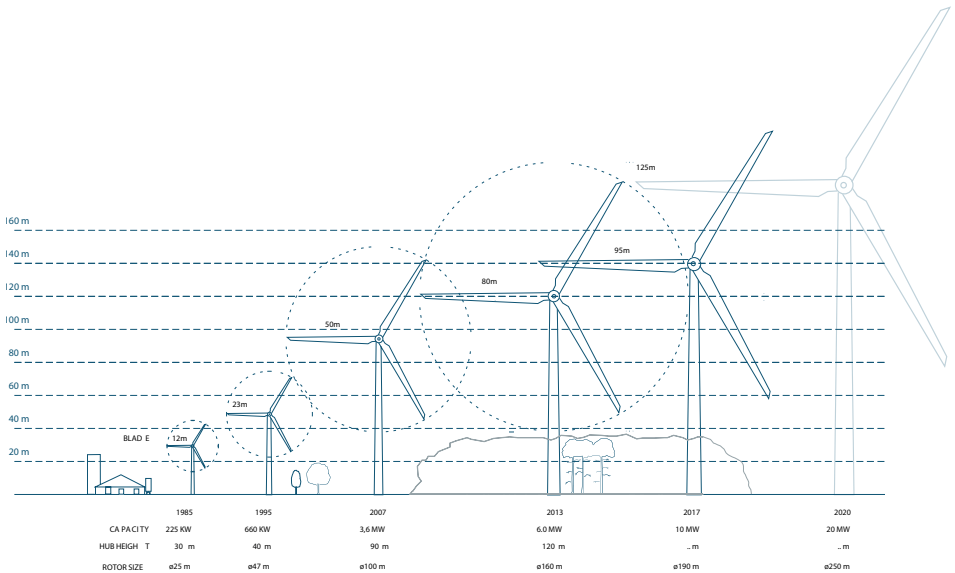 125m
160 m
95m
140 m
80m
120 m
50m
100 m
80 m
60 m
23m
40 m
BLAD E 12m
20 m
1985 1995 2007 2013 2017 2020
CA PA CI TY 225 KW 660 KW 3,6 MW 6.0 MW 10 MW 20 MW
HUB HEIGH T 30 m 40 m 90 m 120 m .. m .. m
ROTOR SIZE ø25 m ø47 m ø100 m ø160 m ø190 m ø250 m